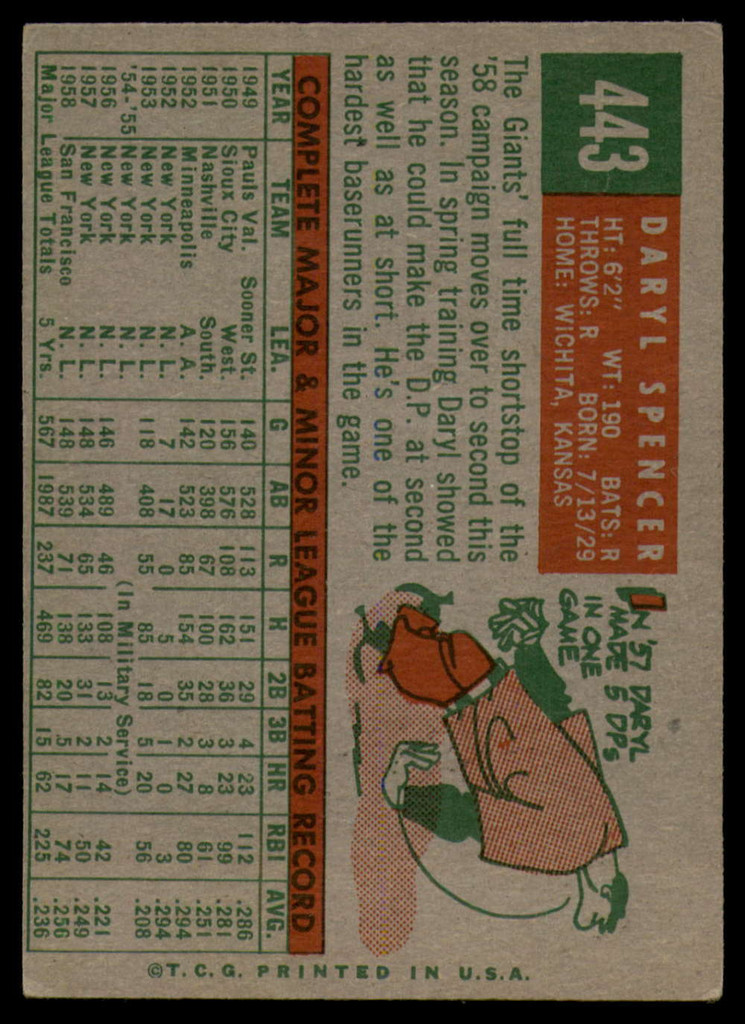 443
DARYL SPENCER
HT: 6'2" WT: 190 BATS: R
THROWS: R BORN: 7/13/29
HOME: WICHITA, KANSAS
The Giants' full time shortstop of the
'58 campaign moves over to second this
season. In spring training Daryl showed
that he could make the D.P. at second
as well as at short. He's one of the
hardest baserunners in the game.
IN '57 DARYL
MADE 5 DPs
IN ONE
GAME
COMPLETE MAJOR & MINOR LEAGUE BATTING RECORD
YEAR TEAM LEA. G AB R H 2B 3B HR RBI AVG.
1949 Pauls Val. Sooner St. 140 528 113 151 29 4 23 112 .286
1950 Sioux City West. 156 576 108 162 36 3 23 99 .281
1951 Nashville South. 120 398 67 100 28 3 8 61 .251
1952 Minneapolis A. A. 142 523 85 154 35 2 27 80 .294
1952 New York N. L. 7 17 0 5 0 1 0 3 .294
1953 New York N. L. 118 408 55 85 18 5 20 56 .208
'54-'55 New York N. L. (In Military Service)
1956 New York N. L. 146 489 46 108 13 2 14 42 .221
1957 New York N. L. 148 534 65 133 31 2 11 50 .249
1958 San Francisco N. L. 148 539 71 138 20 5 17 74 .256
Major League Totals 5 Yrs. 567 1987 237 469 82 15 62 225 .236
©T. C. G. PRINTED IN U.S.A.